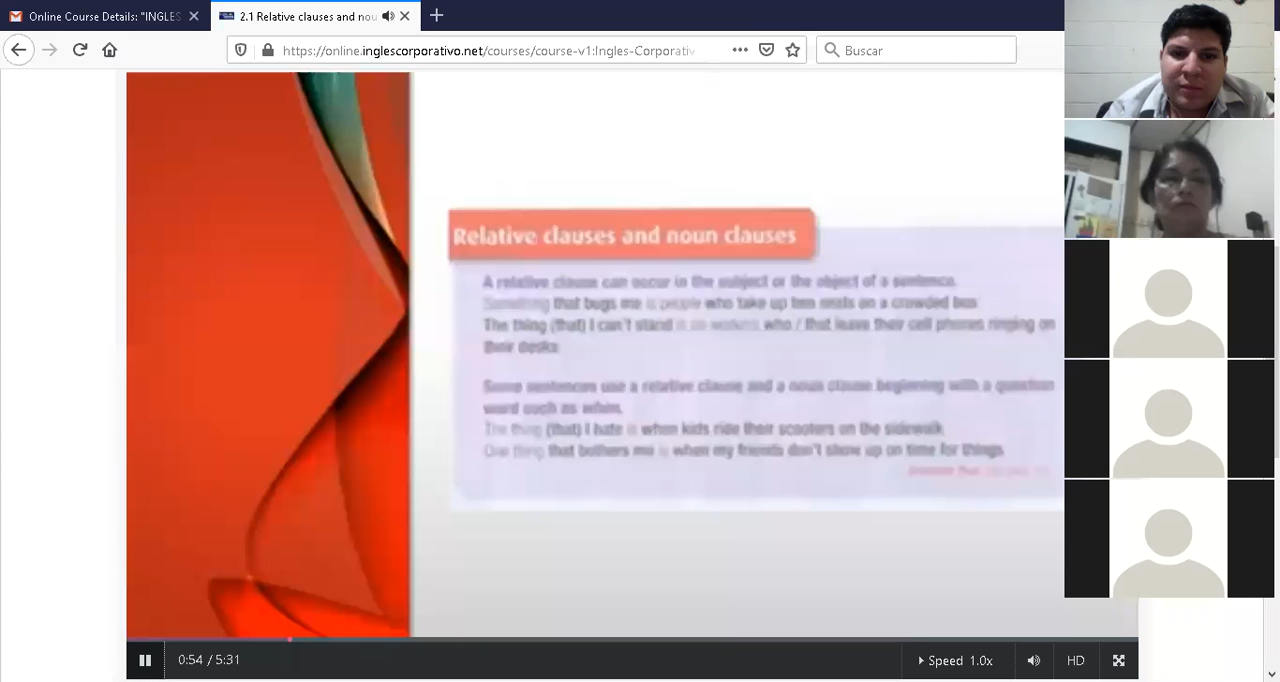 Online Course Details: "INGLES
2.1 Relative clauses and nou
https://online.inglescorporativo.net/courses/course-v1:Ingles-Corporativ
Buscar
Relative clauses and noun clauses
A relative clause can occur in the subject or the object of a sentence.
Something that bugs me is people who take up two seats on a crowded bus
The thing (that) I can't stand is co-workers who / that leave their cell phones ringing on
their desks
Some sentences use a relative clause and a noun clause beginning with a question
word such as when.
The thing (that) I hate is when kids ride their scooters on the sidewalk
One thing that bothers me is when my friends don't show up on time for things
0:54 / 5:31
Speed 1.0x
HD